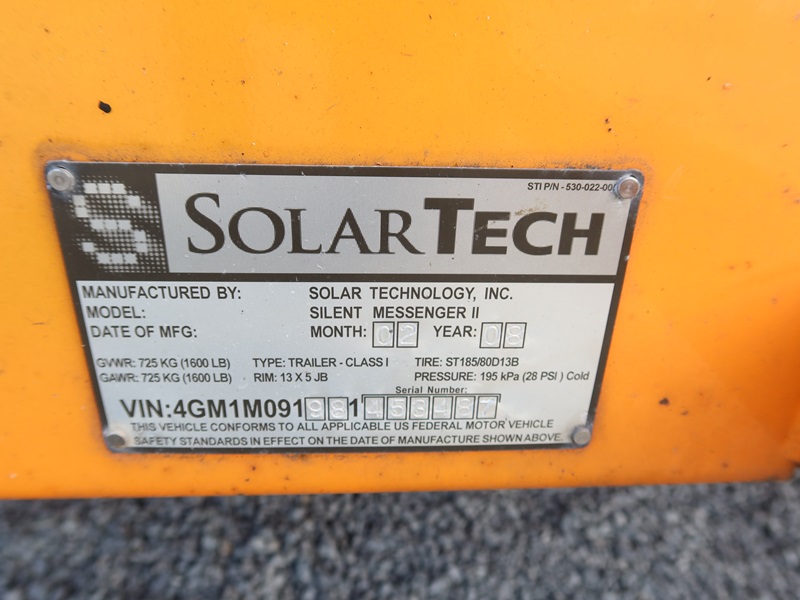 STI P/N - 530-022-00
S SOLARTECH
MANUFACTURED BY: SOLAR TECHNOLOGY, INC.
MODEL: SILENT MESSENGER II
DATE OF MFG: MONTH: 02 YEAR: 08
GVWR: 725 KG (1600 LB) TYPE: TRAILER - CLASS I TIRE: ST185/80D13B
GAWR: 725 KG (1600 LB) RIM: 13 X 5 JB PRESSURE: 195 kPa (28 PSI) Cold
Serial Number:
VIN:4GM1M091981453487
THIS VEHICLE CONFORMS TO ALL APPLICABLE US FEDERAL MOTOR VEHICLE
SAFETY STANDARDS IN EFFECT ON THE DATE OF MANUFACTURE SHOWN ABOVE.